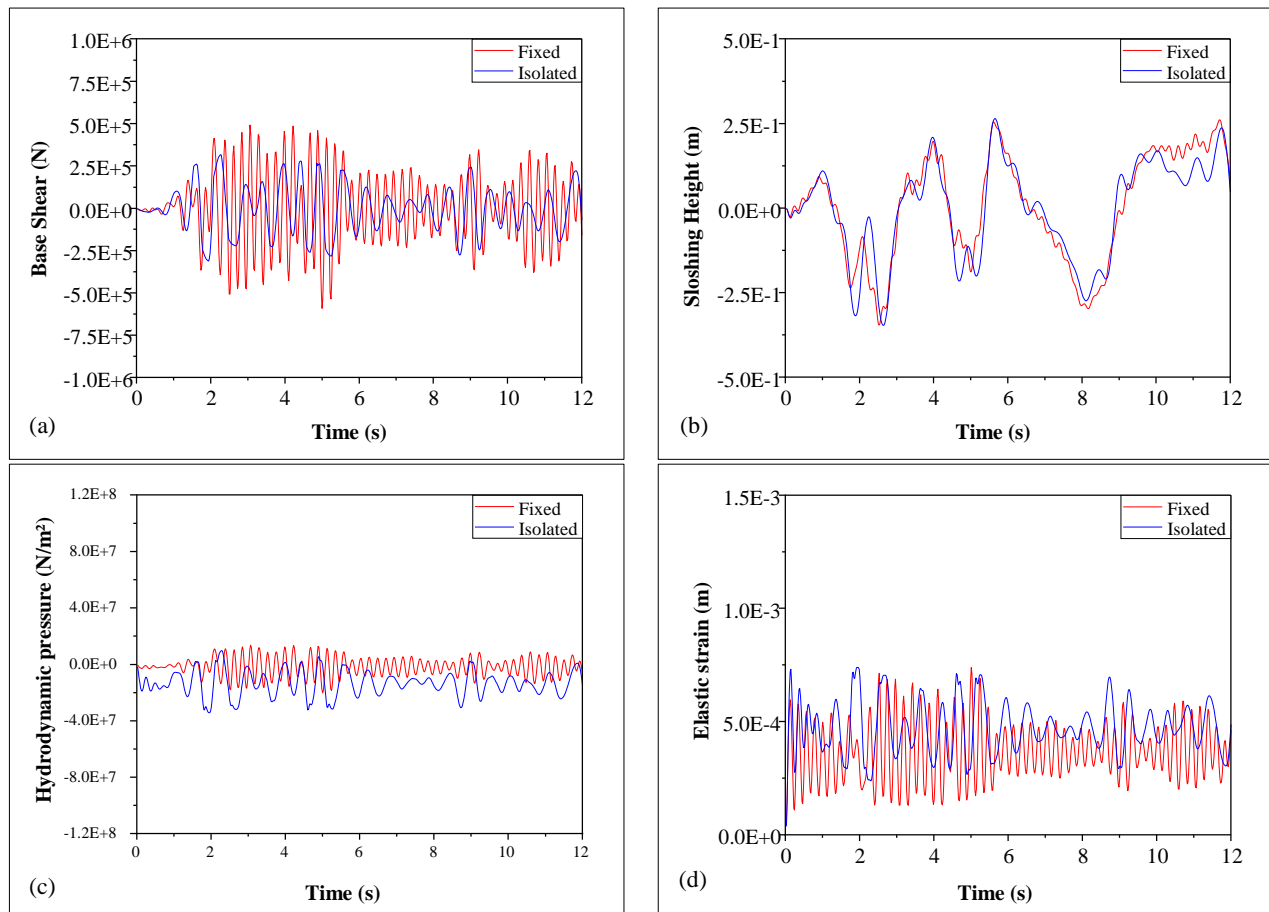 1.0E+6
7.5E+5
5.0E+5
2.5E+5
0.0E+0
-2.5E+5
-5.0E+5
-7.5E+5
-1.0E+6
Base Shear (N)
Fixed
Isolated
0 2 4 6 8 10 12
Time (s)
(a)
5.0E-1
2.5E-1
0.0E+0
-2.5E-1
-5.0E-1
Sloshing Height (m)
Fixed
Isolated
0 2 4 6 8 10 12
Time (s)
(b)
1.2E+8
8.0E+7
4.0E+7
0.0E+0
-4.0E+7
-8.0E+7
-1.2E+8
Hydrodynamic pressure (N/m²)
Fixed
Isolated
0 2 4 6 8 10 12
Time (s)
(c)
1.5E-3
1.0E-3
5.0E-4
0.0E+0
Elastic strain (m)
Fixed
Isolated
0 2 4 6 8 10 12
Time (s)
(d)